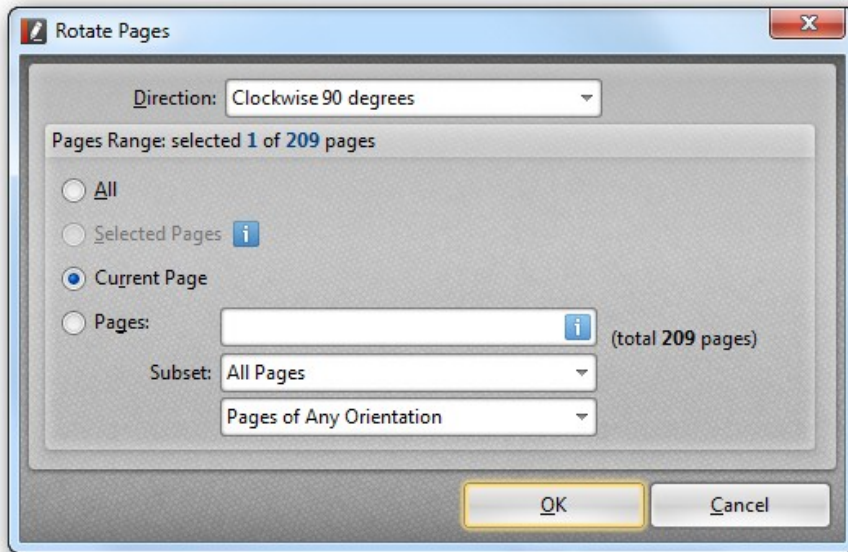 Rotate Pages
Direction: Clockwise 90 degrees
Pages Range: selected 1 of 209 pages
All
Selected Pages i
Current Page
Pages: i (total 209 pages)
Subset: All Pages
Pages of Any Orientation
OK Cancel